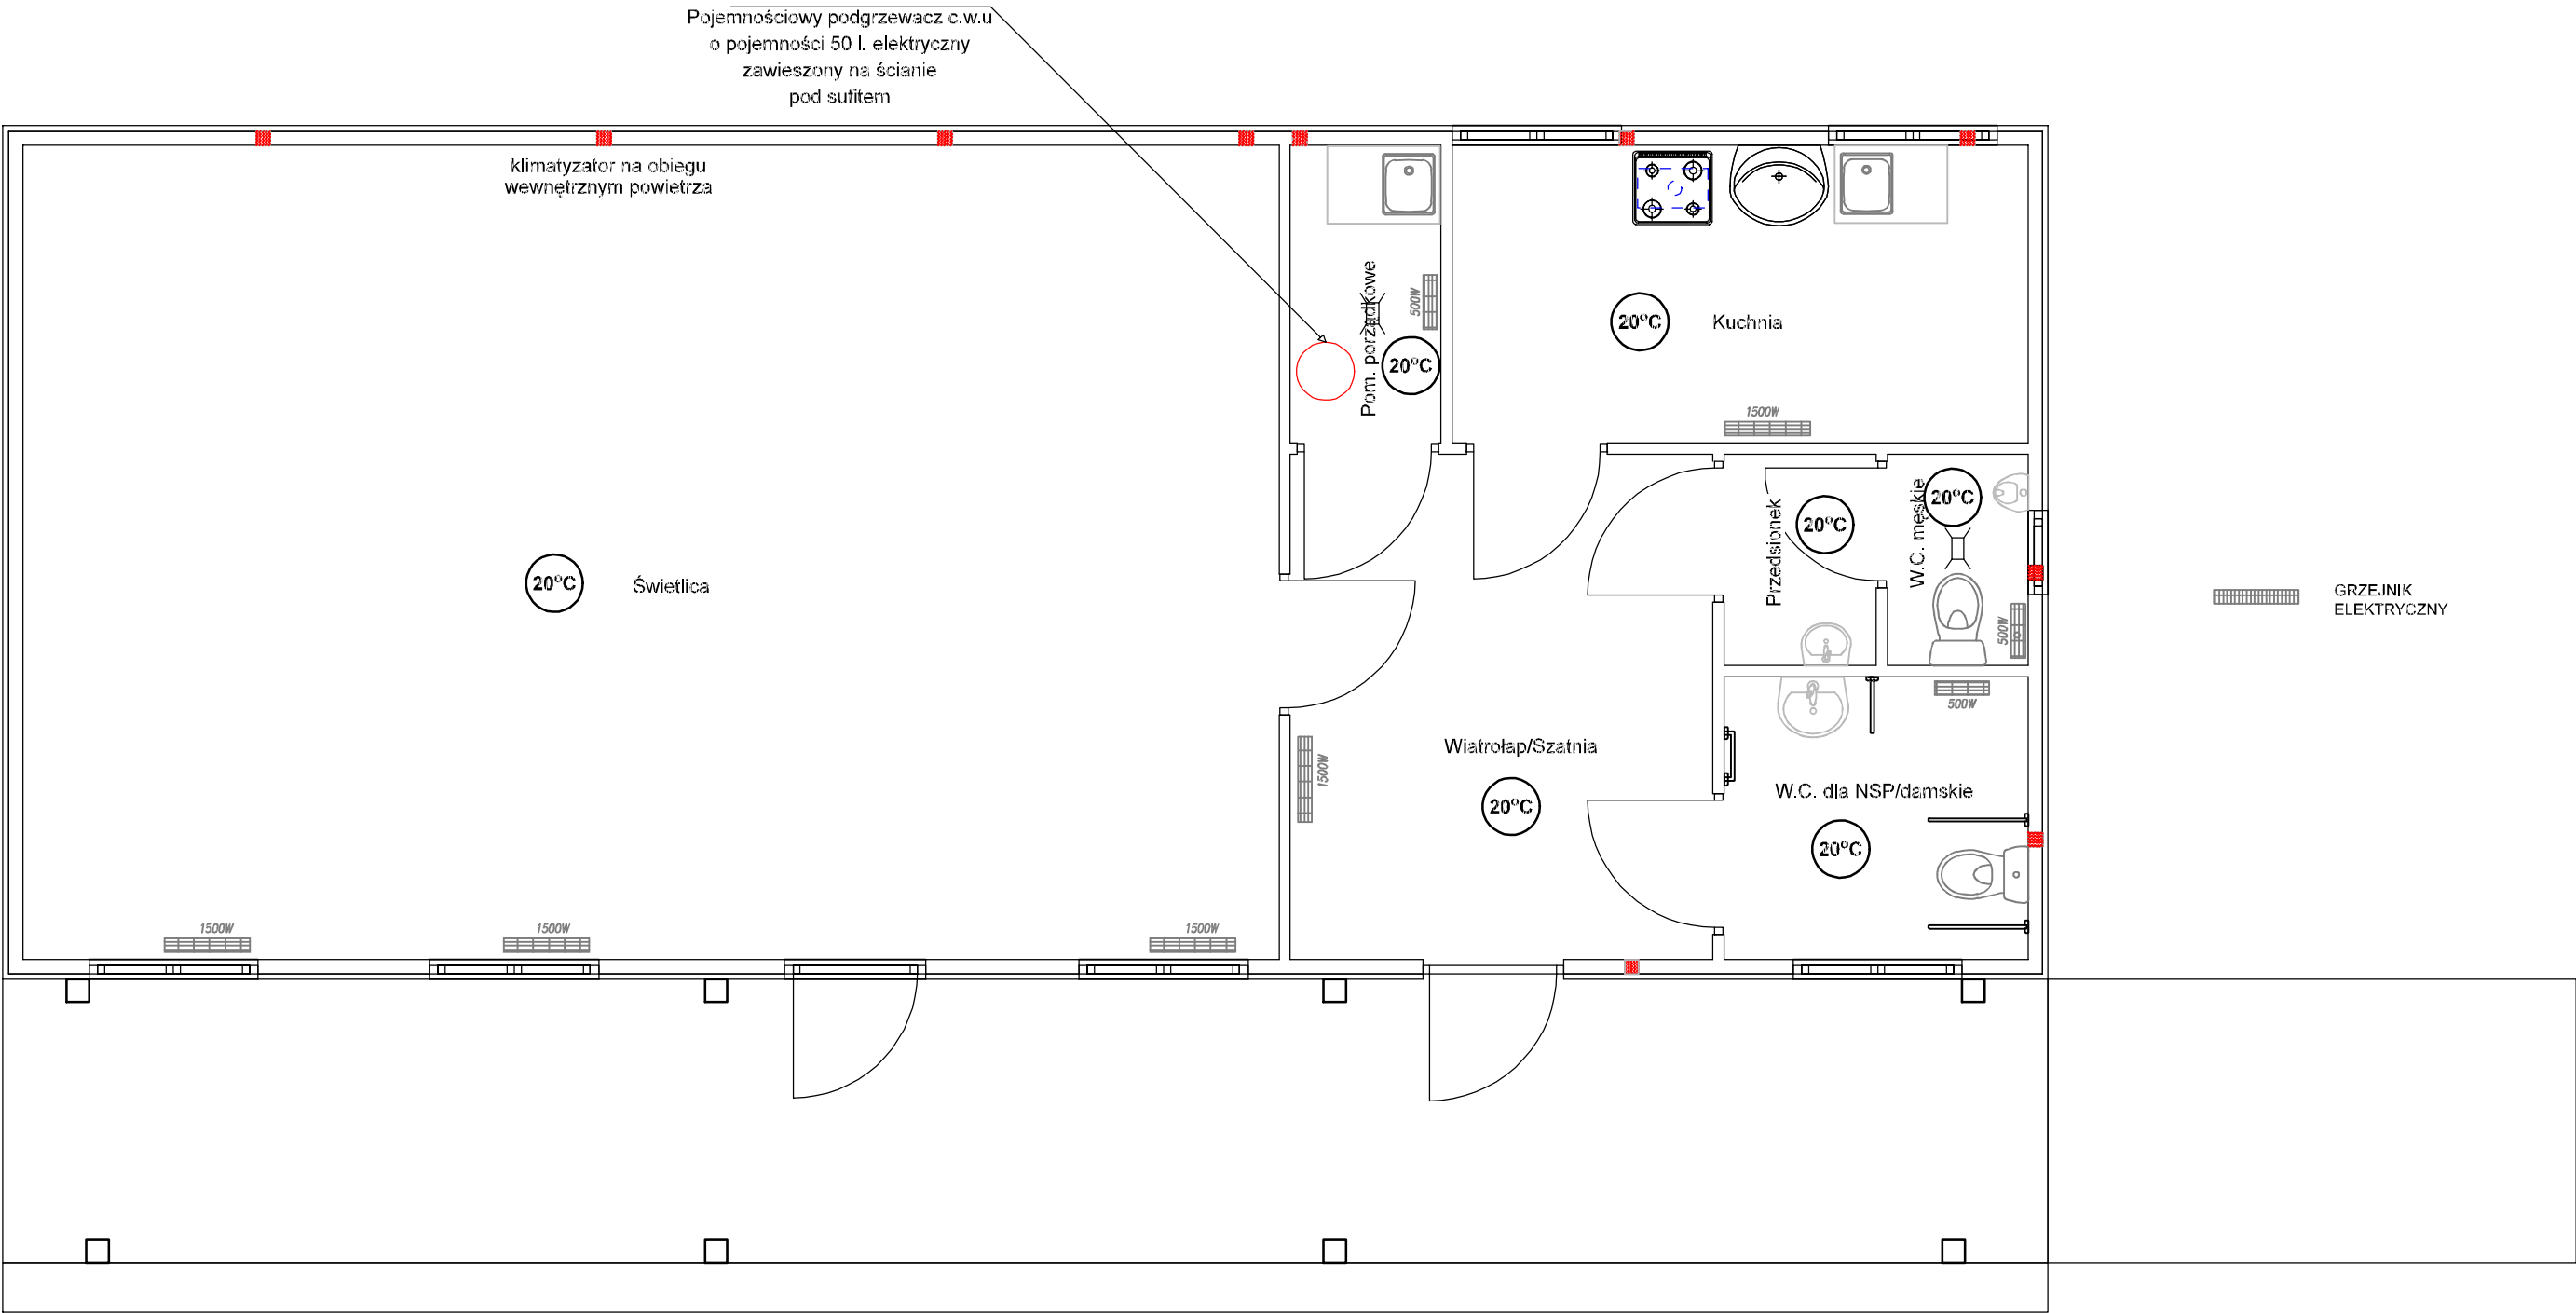 Pojemnościowy podgrzewacz c.w.u
o pojemności 50 l. elektryczny
zawieszony na ścianie
pod sufitem
klimatyzator na obiegu
wewnętrznym powietrza
Pom. porządkowe
500W
20°C
20°C
Kuchnia
1500W
20°C
Świetlica
Przedsionek
20°C
W.C. męskie
20°C
500W
GRZEJNIK
ELEKTRYCZNY
500W
1500W
Wiatrołap/Szatnia
20°C
W.C. dla NSP/damskie
20°C
1500W
1500W
1500W